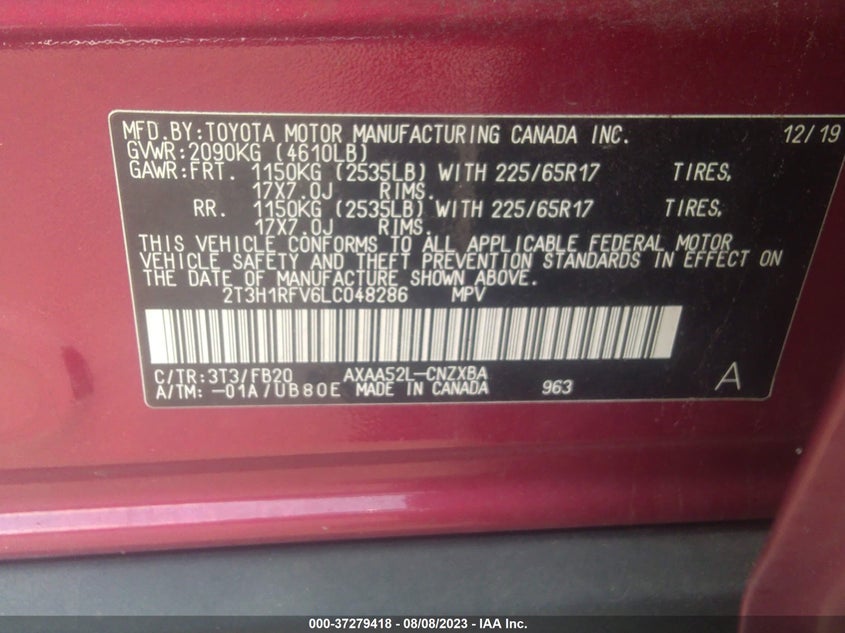 MFD.BY:TOYOTA MOTOR MANUFACTURING CANADA INC. 12/19
GVWR:2090KG (4610LB)
GAWR:FRT. 1150KG (2535LB) WITH 225/65R17 TIRES,
17X7.0J RIMS.
RR. 1150KG (2535LB) WITH 225/65R17 TIRES,
17X7.0J RIMS.
THIS VEHICLE CONFORMS TO ALL APPLICABLE FEDERAL MOTOR
VEHICLE SAFETY AND THEFT PREVENTION STANDARDS IN EFFECT ON
THE DATE OF MANUFACTURE SHOWN ABOVE.
2T3H1RFV6LC048286 MPV
C/TR:3T3/FB20 AXAA52L-CNZXBA A
A/TM: -01A/UB80E MADE IN CANADA 963
000-37279418 - 08/08/2023 - IAA Inc.